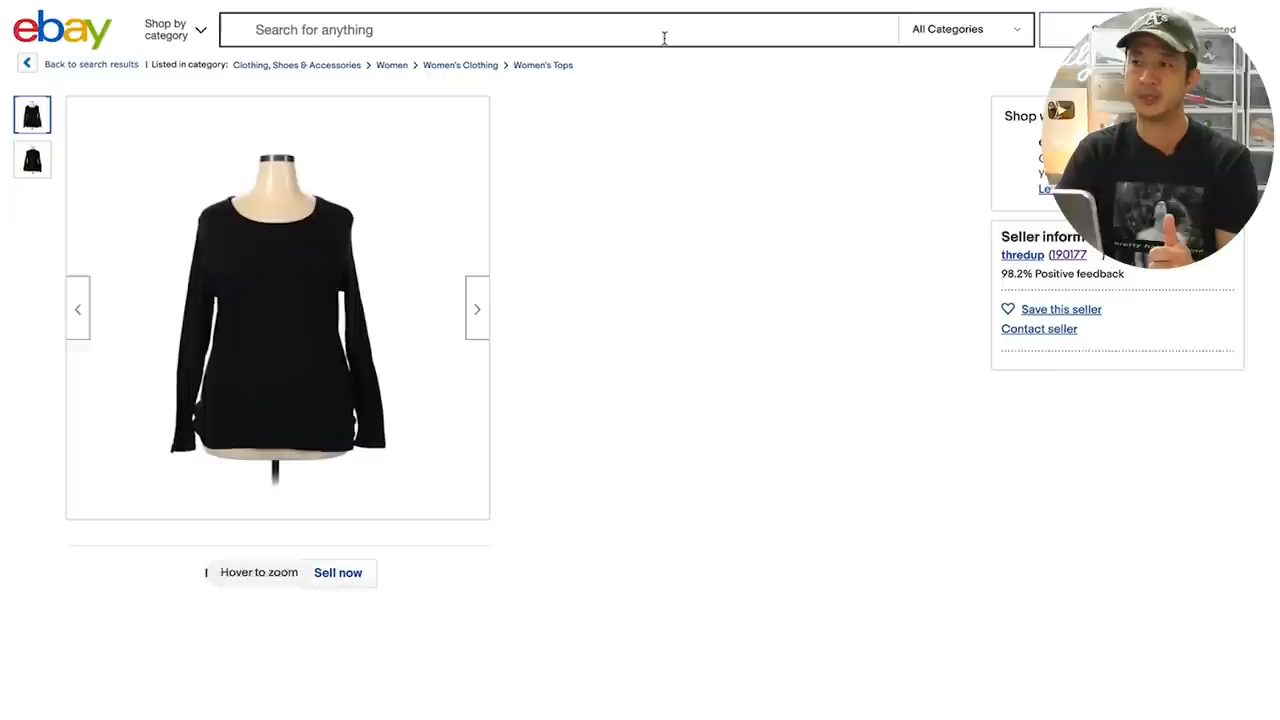 ebay
Shop by category
Search for anything
All Categories
Back to search results | Listed in category: Clothing, Shoes & Accessories > Women > Women's Clothing > Women's Tops
Shop
Le
Seller inform
thredup (190177
98.2% Positive feedback
Save this seller
Contact seller
Hover to zoom
Sell now